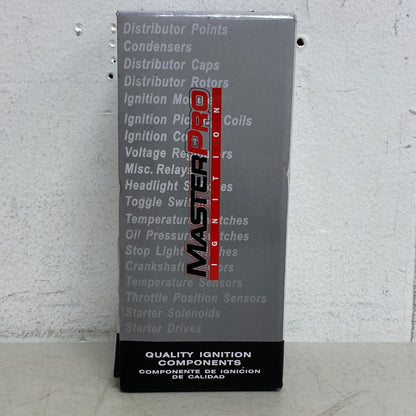 Distributor Points
Condensers
Distributor Caps
Distributor Rotors
Ignition
Ignition Coils
Ignition
Voltage
Misc. Relays
Headlight
Toggle
Temperature
Oil Pressure
Stop Light
Crankshaft
Temperature Sensors
Throttle Position Sensors
Starter Solenoids
Starter Drives
MASTERPRO
IGNITION
QUALITY IGNITION
COMPONENTS
COMPONENTE DE IGNICION
DE CALIDAD